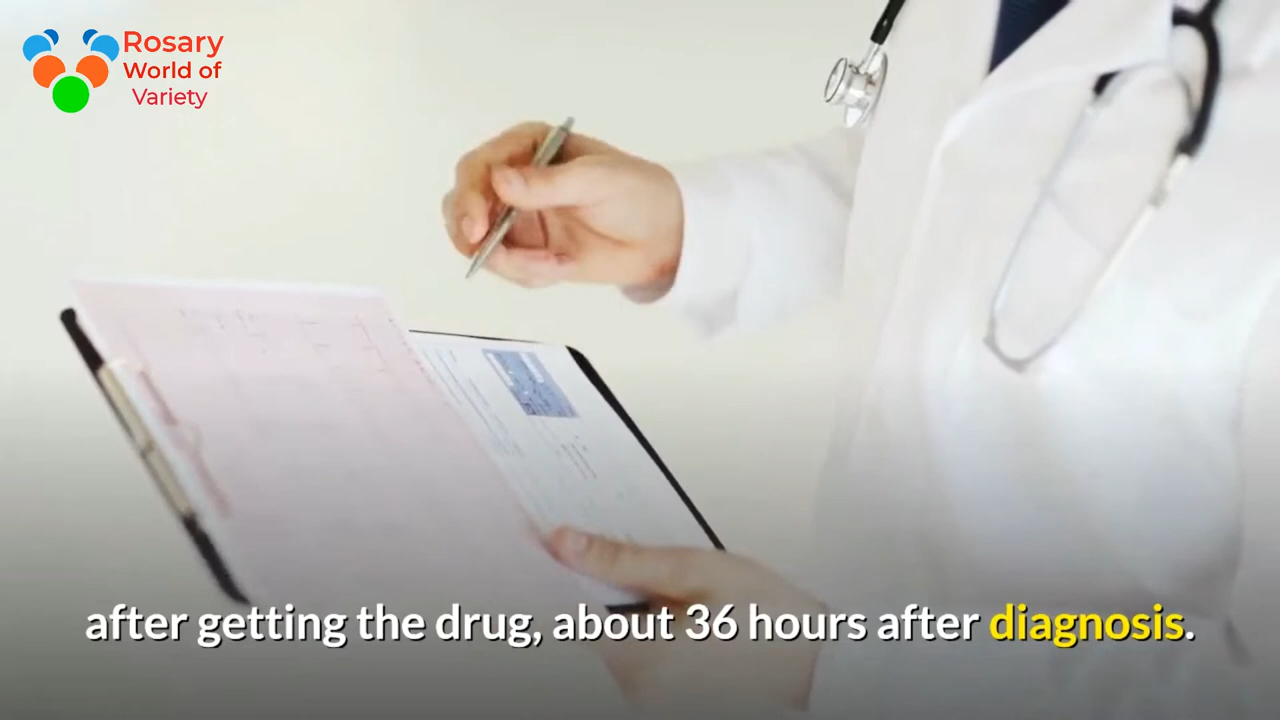 Rosary
World of
Variety
after getting the drug, about 36 hours after diagnosis.